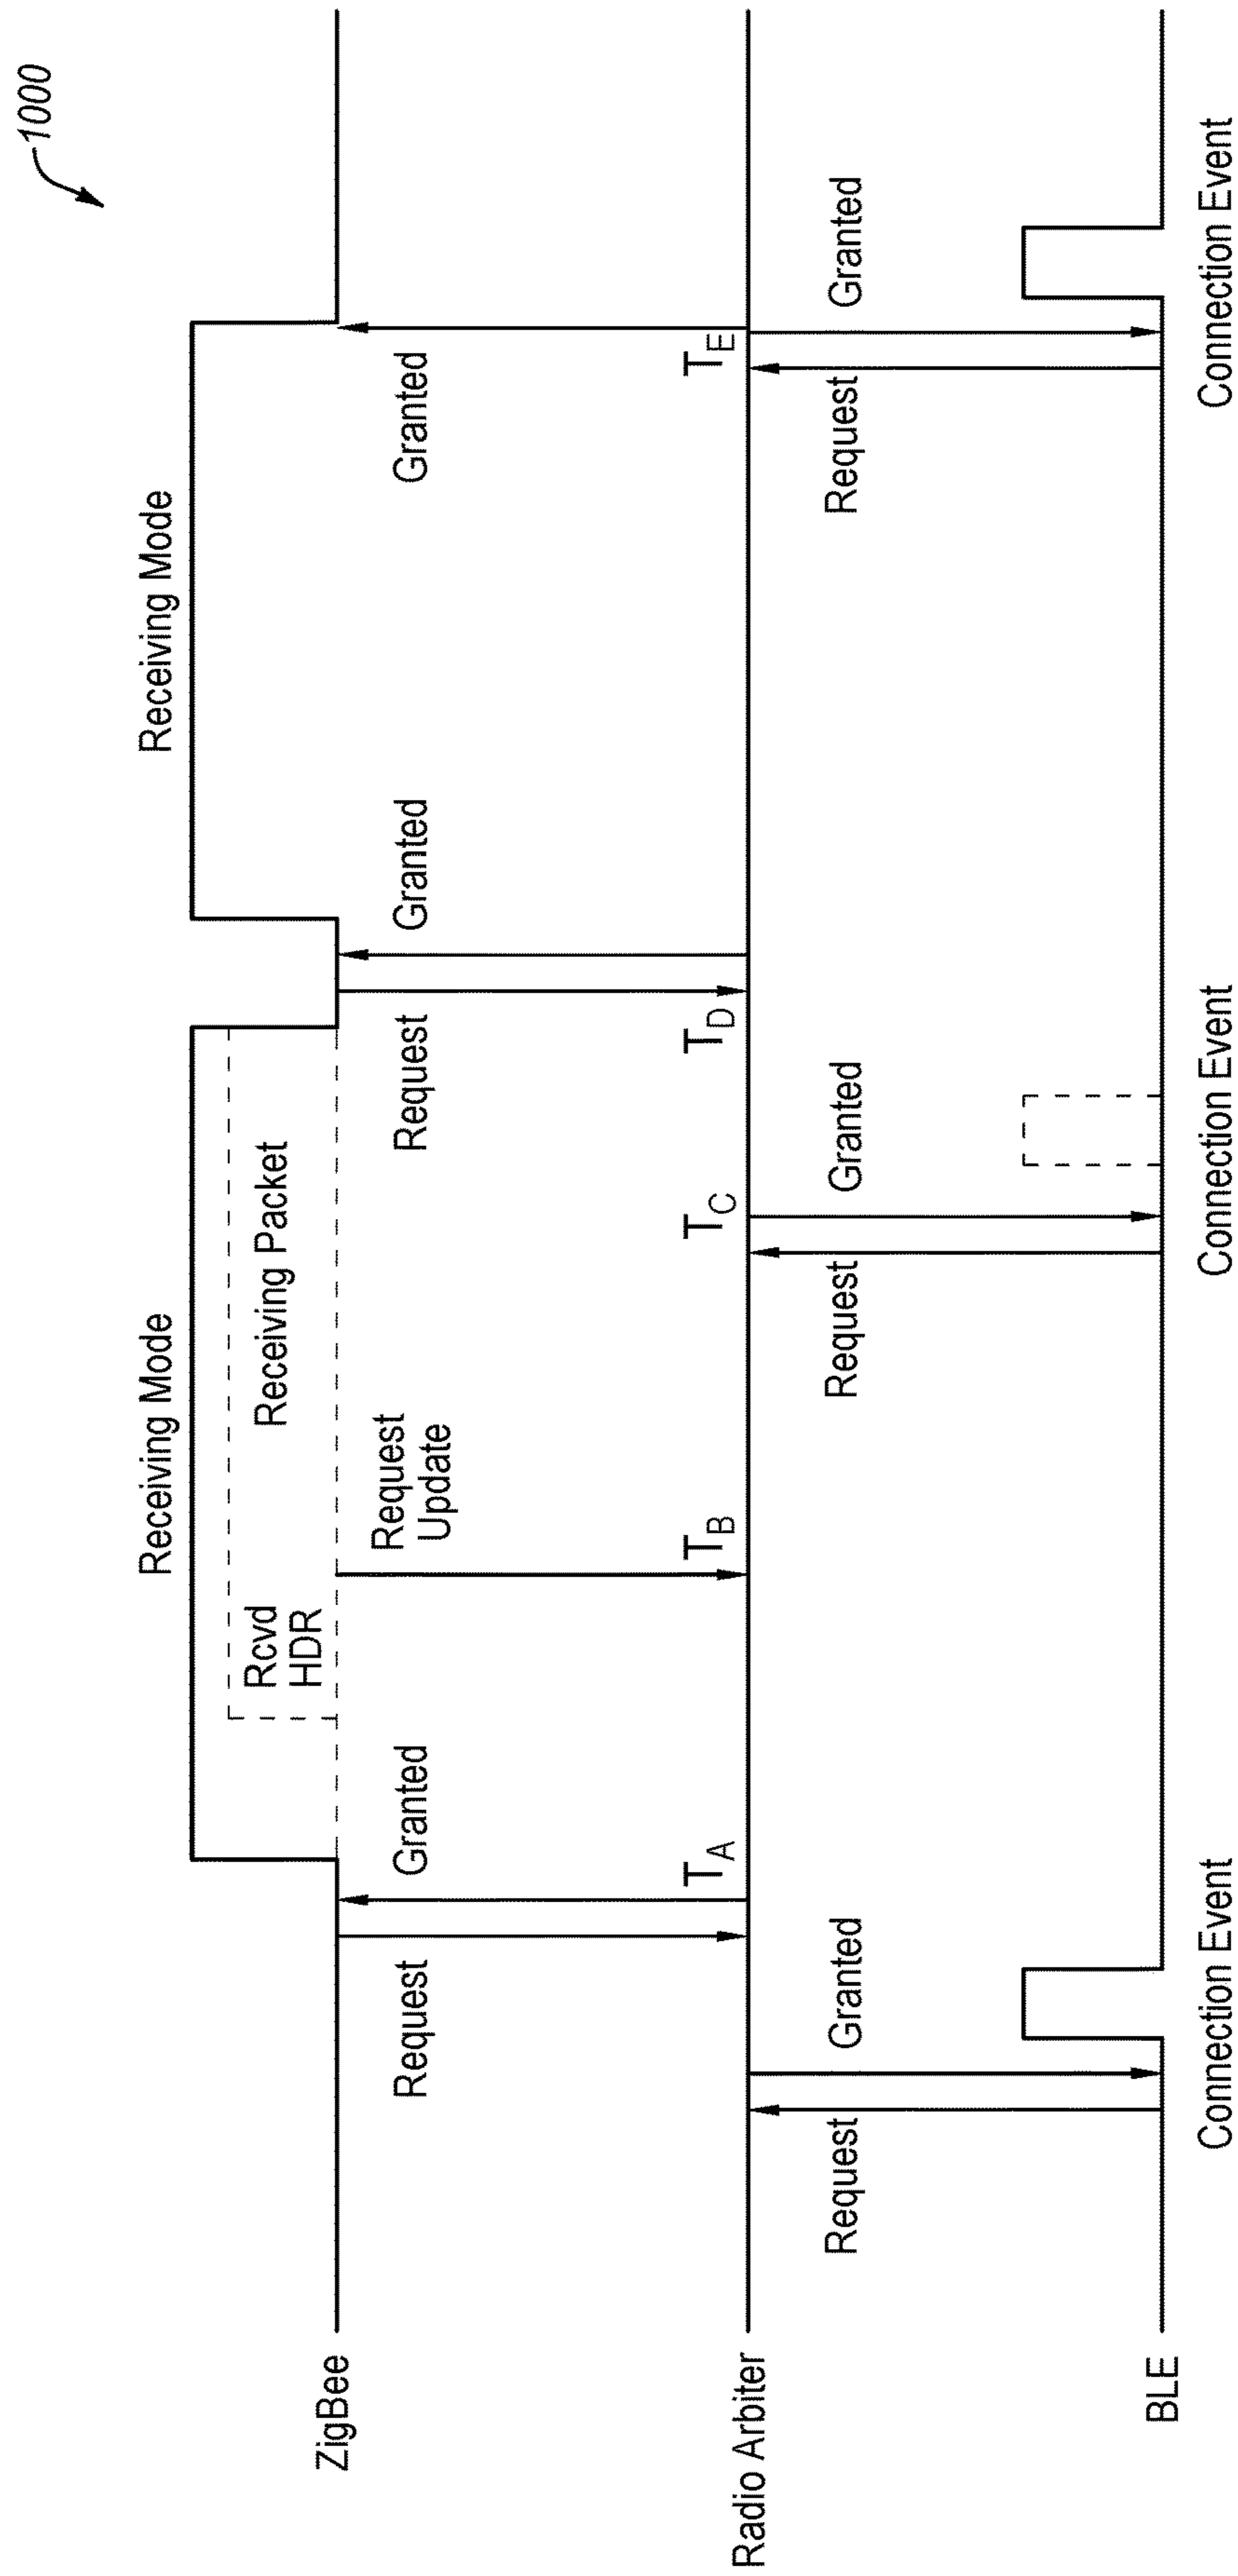 1000
Receiving Mode
Receiving Mode
Rcvd
HDR
Receiving Packet
ZigBee
Request
Granted
Request
Update
Request
Granted
Granted
Radio Arbiter
TA
TB
TC
TD
TE
Request
Granted
Request
Granted
Request
Granted
BLE
Connection Event
Connection Event
Connection Event